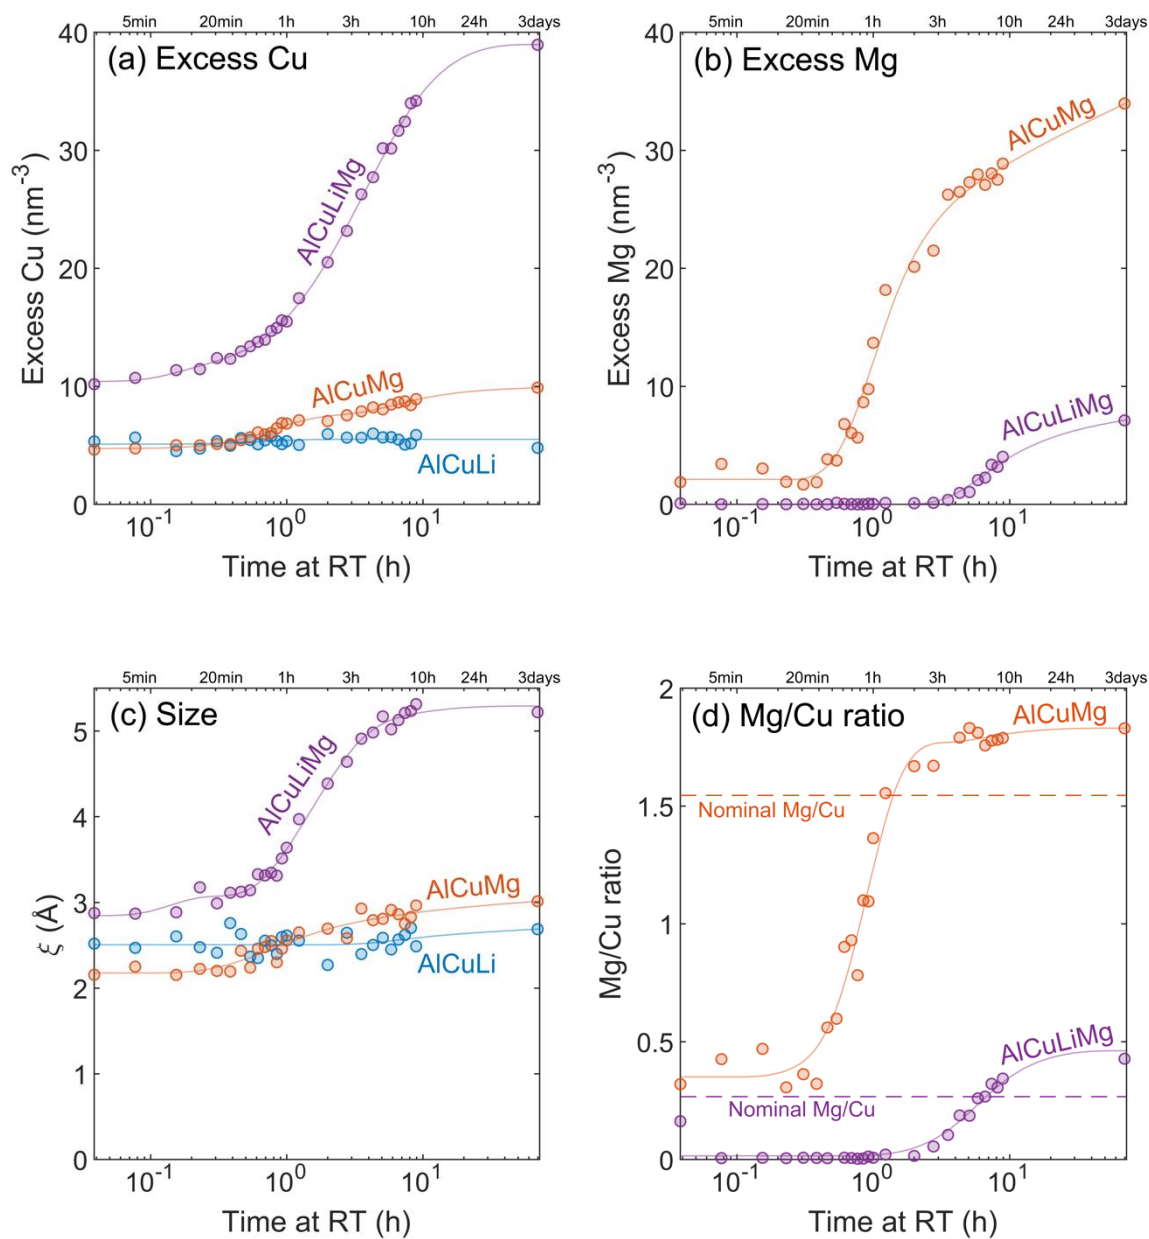 5min 20min 1h 3h 10h 24h 3days
(a) Excess Cu
40
30
20
10
0
Excess Cu (nm⁻³)
AlCuLiMg
AlCuMg
AlCuLi
10⁻¹ 10⁰ 10¹
Time at RT (h)
5min 20min 1h 3h 10h 24h 3days
(b) Excess Mg
40
30
20
10
0
Excess Mg (nm⁻³)
AlCuMg
AlCuLiMg
10⁻¹ 10⁰ 10¹
Time at RT (h)
5min 20min 1h 3h 10h 24h 3days
(c) Size
5
4
3
2
1
0
ξ (Å)
AlCuLiMg
AlCuMg
AlCuLi
10⁻¹ 10⁰ 10¹
Time at RT (h)
5min 20min 1h 3h 10h 24h 3days
(d) Mg/Cu ratio
2
1.5
1
0.5
0
Mg/Cu ratio
AlCuMg
Nominal Mg/Cu
AlCuLiMg
Nominal Mg/Cu
10⁻¹ 10⁰ 10¹
Time at RT (h)